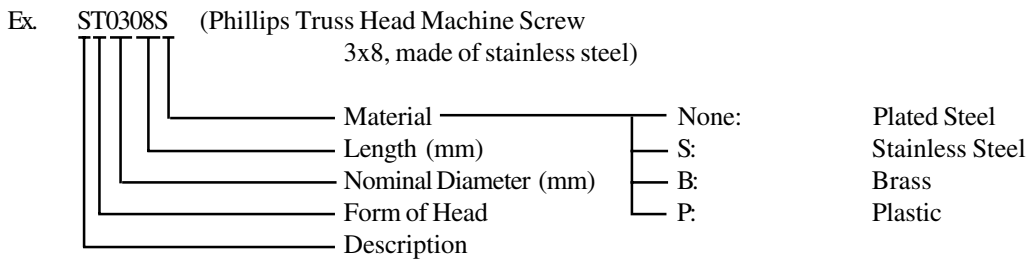 Ex. ST0308S (Phillips Truss Head Machine Screw
3x8, made of stainless steel)
Material None: Plated Steel
Length (mm) S: Stainless Steel
Nominal Diameter (mm) B: Brass
Form of Head P: Plastic
Description